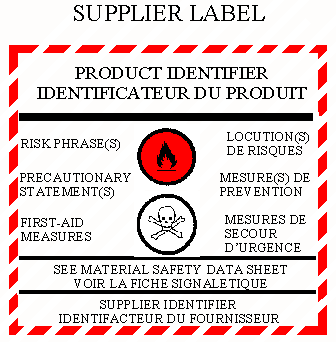 SUPPLIER LABEL
PRODUCT IDENTIFIER
IDENTIFICATEUR DU PRODUIT
RISK PHRASE(S)
LOCUTION(S)
DE RISQUES
PRECAUTIONARY
STATEMENT(S)
MESURE(S) DE
PREVENTION
FIRST-AID
MEASURES
MESURES DE
SECOUR
D'URGENCE
SEE MATERIAL SAFETY DATA SHEET
VOIR LA FICHE SIGNALETIQUE
SUPPLIER IDENTIFIER
IDENTIFACTEUR DU FOURNISSEUR